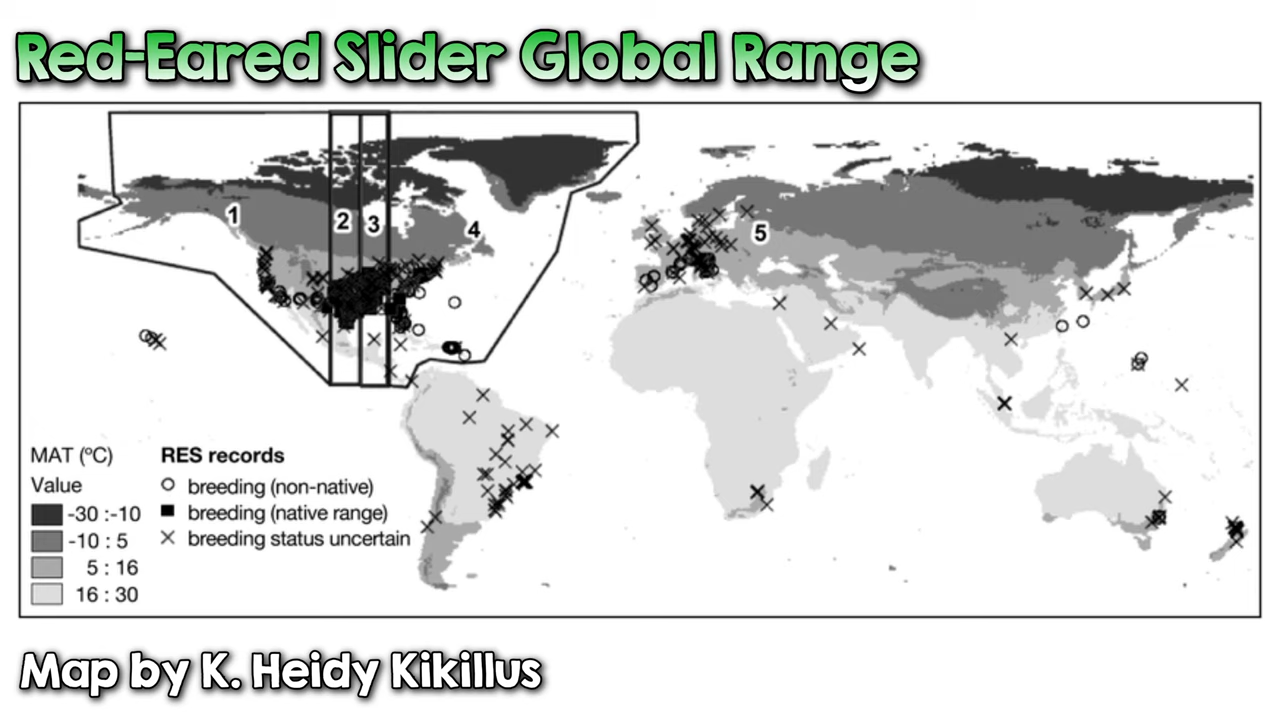 Red-Eared Slider Global Range
1
2
3
4
5
MAT (ºC)
Value
-30 :-10
-10 : 5
5 : 16
16 : 30
RES records
breeding (non-native)
breeding (native range)
breeding status uncertain
Map by K. Heidy Kikillus